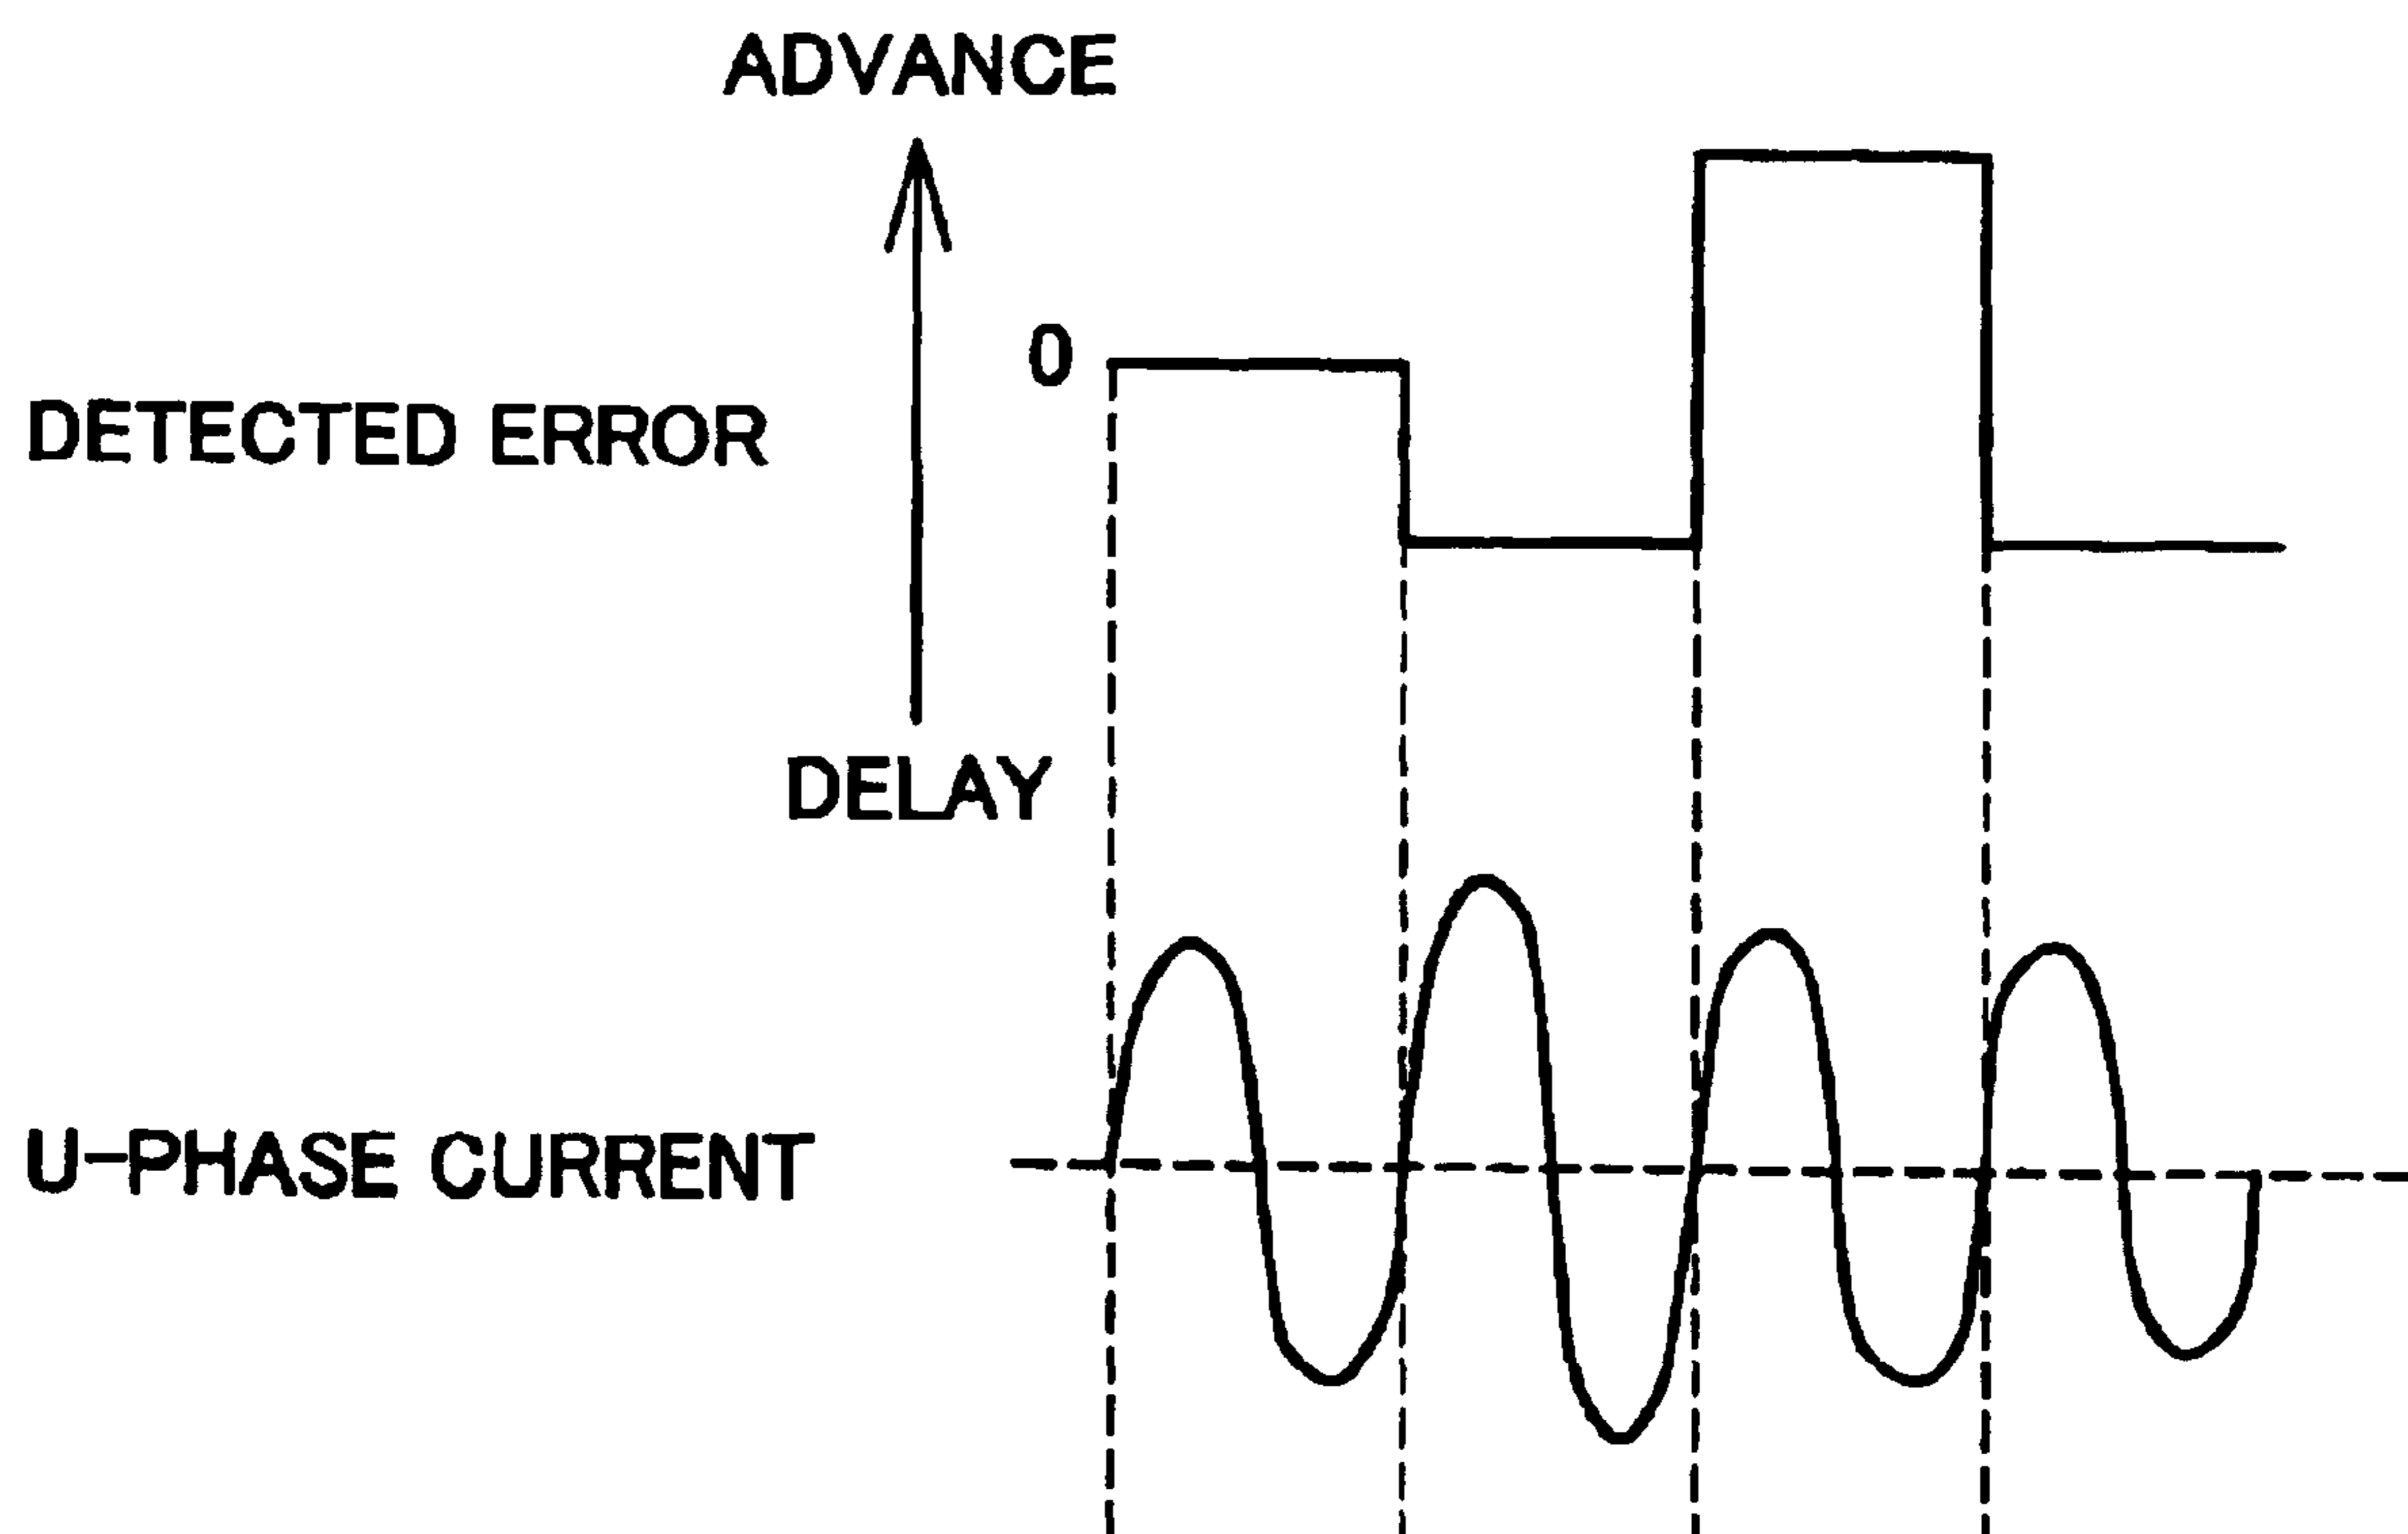 ADVANCE
0
DETECTED ERROR
DELAY
U-PHASE CURRENT